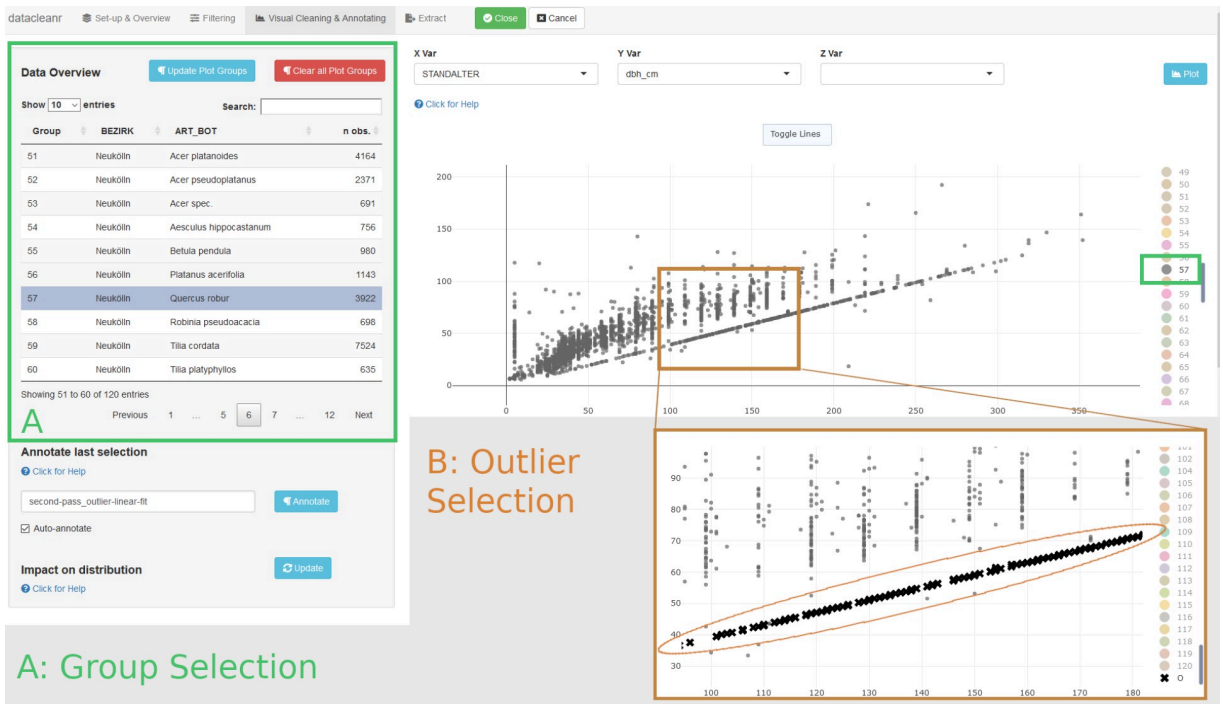 datacleanr Set-up & Overview Filtering Visual Cleaning & Annotating Extract Close Cancel
Data Overview Update Plot Groups Clear all Plot Groups
Show 10 entries Search:
Group BEZIRK ART_BOT n obs.
51 Neukölln Acer platanoides 4164
52 Neukölln Acer pseudoplatanus 2371
53 Neukölln Acer spec. 691
54 Neukölln Aesculus hippocastanum 756
55 Neukölln Betula pendula 980
56 Neukölln Platanus acerifolia 1143
57 Neukölln Quercus robur 3922
58 Neukölln Robinia pseudoacacia 698
59 Neukölln Tilia cordata 7524
60 Neukölln Tilia platyphyllos 635
Showing 51 to 60 of 120 entries
Previous 1 ... 5 6 7 ... 12 Next
A
Annotate last selection
Click for Help
second-pass_outlier-linear-fit Annotate
Auto-annotate
Impact on distribution Update
Click for Help
A: Group Selection
X Var Y Var Z Var
STANDALTER dbh_cm Plot
Click for Help
Toggle Lines
200
150
100
50
0
0 50 100 150 200 250 300 350
49
50
51
52
53
54
55
57
59
60
61
62
63
64
65
66
67
68
B: Outlier
Selection
90
80
70
60
50
40
30
100 110 120 130 140 150 160 170 180
101
102
104
105
106
107
108
109
110
111
112
113
114
115
116
117
118
119
120
O